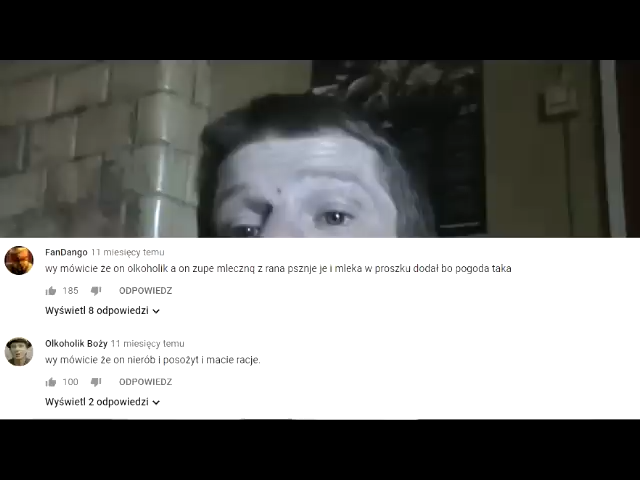 FanDango 11 miesięcy temu
wy mówicie że on olkoholik a on zupe mleczną z rana psznje je i mleka w proszku dodał bo pogoda taka
185 ODPOWIEDZ
Wyświetl 8 odpowiedzi
Olkoholik Boży 11 miesięcy temu
wy mówicie że on nierób i posożyt i macie racje.
100 ODPOWIEDZ
Wyświetl 2 odpowiedzi